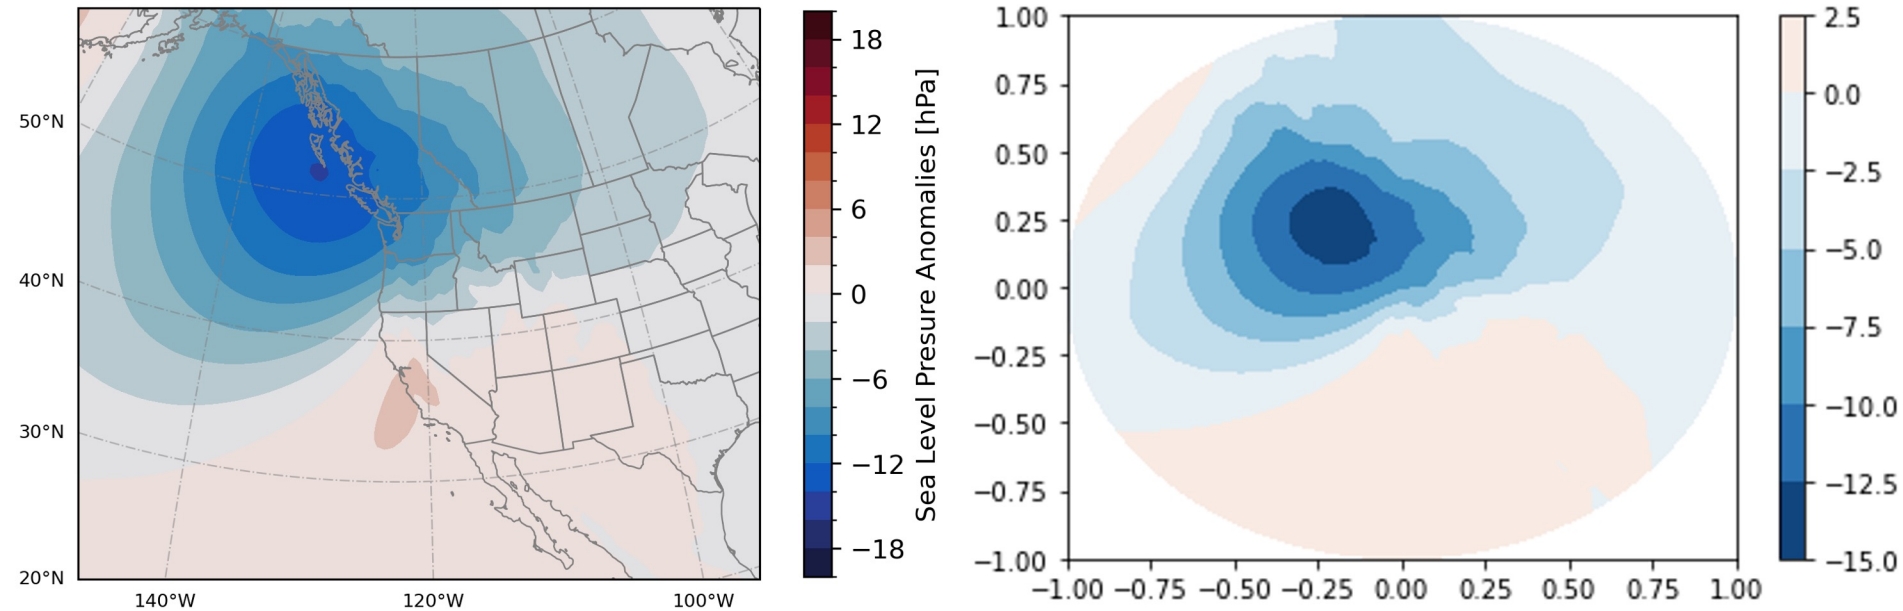 50°N
40°N
30°N
20°N
140°W
120°W
100°W
18
12
6
0
−6
−12
−18
Sea Level Presure Anomalies [hPa]
1.00
0.75
0.50
0.25
0.00
−0.25
−0.50
−0.75
−1.00
−1.00 −0.75 −0.50 −0.25 0.00 0.25 0.50 0.75 1.00
2.5
0.0
−2.5
−5.0
−7.5
−10.0
−12.5
−15.0